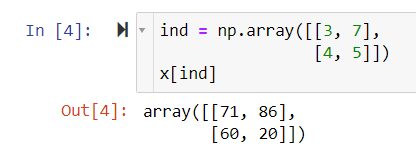 In [4]: ind = np.array([[3, 7],
[4, 5]])
x[ind]
Out[4]: array([[71, 86],
[60, 20]])